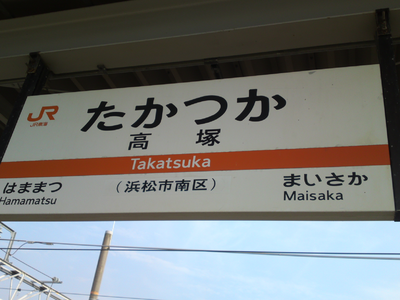 JR
JR東海
たかつか
高塚
Takatsuka
はままつ
Hamamatsu
(浜松市南区)
まいさか
Maisaka